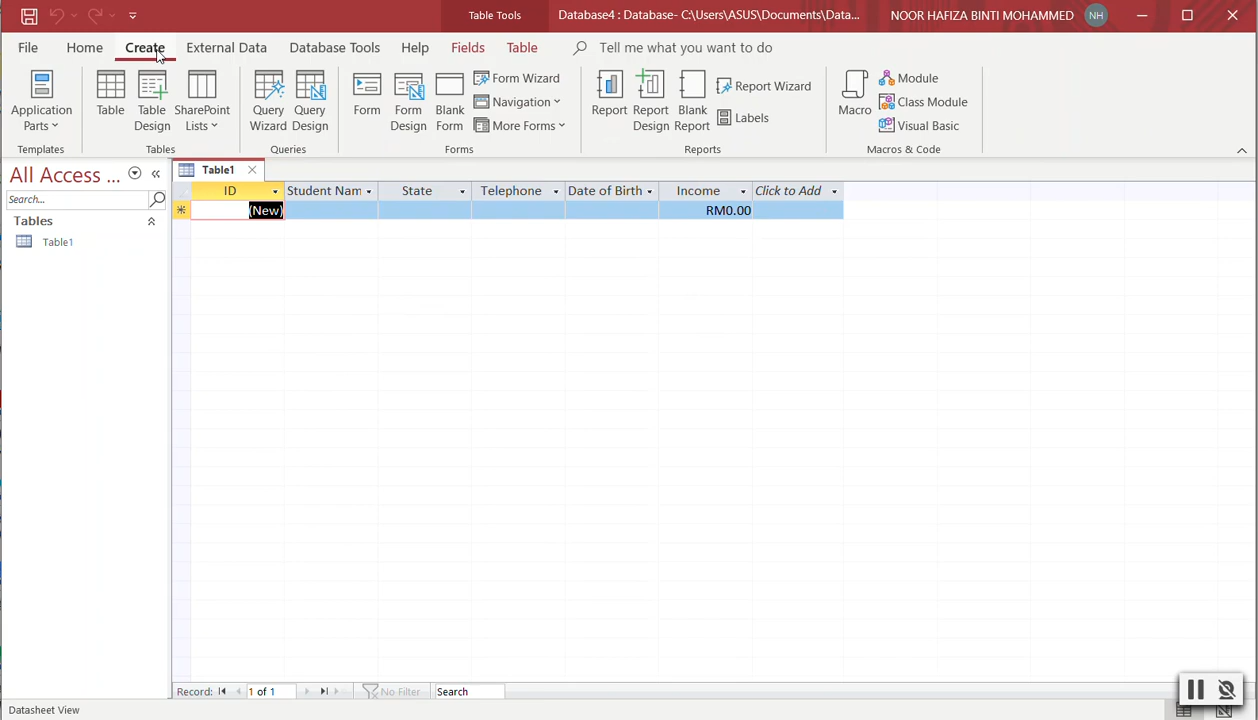 Table Tools
Database4 : Database- C:\Users\ASUS\Documents\Data...
NOOR HAFIZA BINTI MOHAMMED
NH
File Home Create External Data Database Tools Help Fields Table Tell me what you want to do
Application Parts
Templates
Table
Table Design
SharePoint Lists
Tables
Query Wizard
Query Design
Queries
Form
Form Design
Blank Form
Form Wizard
Navigation
More Forms
Forms
Report
Report Design
Blank Report
Report Wizard
Labels
Reports
Macro
Module
Class Module
Visual Basic
Macros & Code
All Access ...
Search...
Tables
Table1
Table1
ID Student Nam State Telephone Date of Birth Income Click to Add
(New) RM0.00
Record: 1 of 1 No Filter Search
Datasheet View